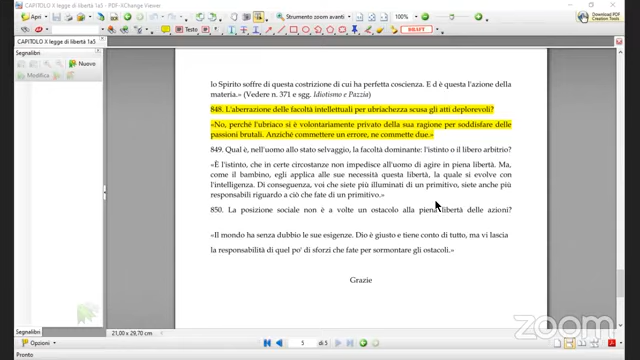 CAPITOLO X legge di libertà 1a5 - PDF-XChange Viewer
Apri
Strumento zoom avanti
100%
Download PDF
Creation Tools
DRAFT
CAPITOLO X legge di libertà 1a5
Segnalibri
Nuovo
Modifica
lo Spirito soffre di questa costrizione di cui ha perfetta coscienza. E d è questa l'azione della
materia.» (Vedere n. 371 e sgg. Idiotismo e Pazzia)
848. L'aberrazione delle facoltà intellettuali per ubriachezza scusa gli atti deplorevoli?
«No, perché l'ubriaco si è volontariamente privato della sua ragione per soddisfare delle
passioni brutali. Anziché commettere un errore, ne commette due.»
849. Qual è, nell'uomo allo stato selvaggio, la facoltà dominante: l'istinto o il libero arbitrio?
«È l'istinto, che in certe circostanze non impedisce all'uomo di agire in piena libertà. Ma,
come il bambino, egli applica alle sue necessità questa libertà, la quale si evolve con
l'intelligenza. Di conseguenza, voi che siete più illuminati di un primitivo, siete anche più
responsabili riguardo a ciò che fate di un primitivo.»
850. La posizione sociale non è a volte un ostacolo alla piena libertà delle azioni?
«Il mondo ha senza dubbio le sue esigenze. Dio è giusto e tiene conto di tutto, ma vi lascia
la responsabilità di quel po' di sforzi che fate per sormontare gli ostacoli.»
Grazie
Segnalibri
21,00 x 29,70 cm
Opzioni
5
di 5
Pronto
zoom